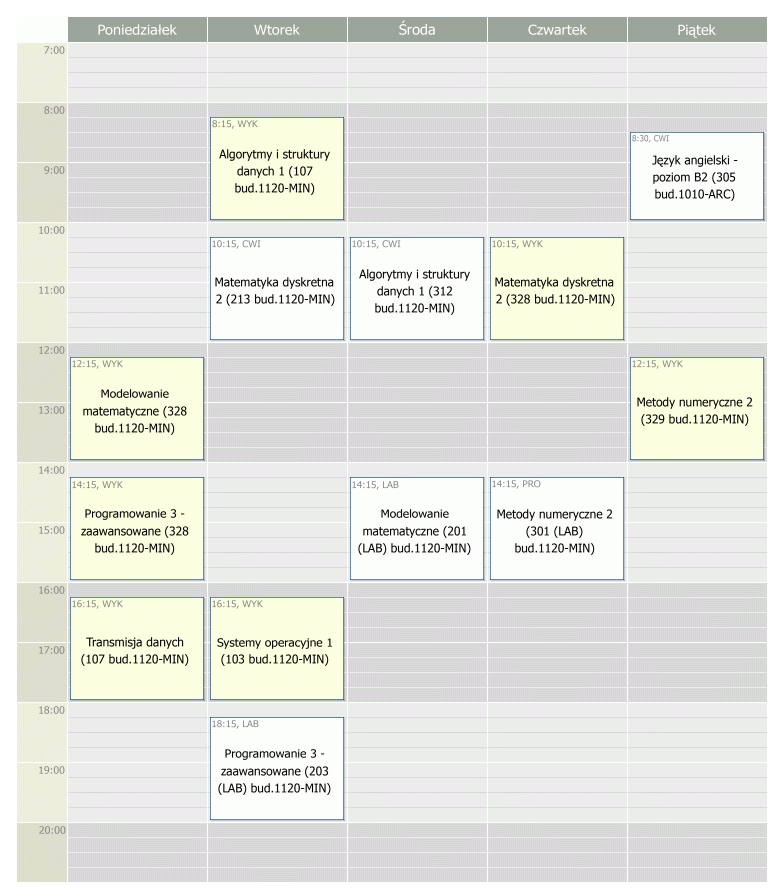 Poniedziałek Wtorek Środa Czwartek Piątek
7:00
8:00
8:15, WYK
Algorytmy i struktury
danych 1 (107
bud.1120-MIN)
8:30, CWI
Język angielski -
poziom B2 (305
bud.1010-ARC)
9:00
10:00
10:15, CWI
Matematyka dyskretna
2 (213 bud.1120-MIN)
10:15, CWI
Algorytmy i struktury
danych 1 (312
bud.1120-MIN)
10:15, WYK
Matematyka dyskretna
2 (328 bud.1120-MIN)
11:00
12:00
12:15, WYK
Modelowanie
matematyczne (328
bud.1120-MIN)
12:15, WYK
Metody numeryczne 2
(329 bud.1120-MIN)
13:00
14:00
14:15, WYK
Programowanie 3 -
zaawansowane (328
bud.1120-MIN)
14:15, LAB
Modelowanie
matematyczne (201
(LAB) bud.1120-MIN)
14:15, PRO
Metody numeryczne 2
(301 (LAB)
bud.1120-MIN)
15:00
16:00
16:15, WYK
Transmisja danych
(107 bud.1120-MIN)
16:15, WYK
Systemy operacyjne 1
(103 bud.1120-MIN)
17:00
18:00
18:15, LAB
Programowanie 3 -
zaawansowane (203
(LAB) bud.1120-MIN)
19:00
20:00